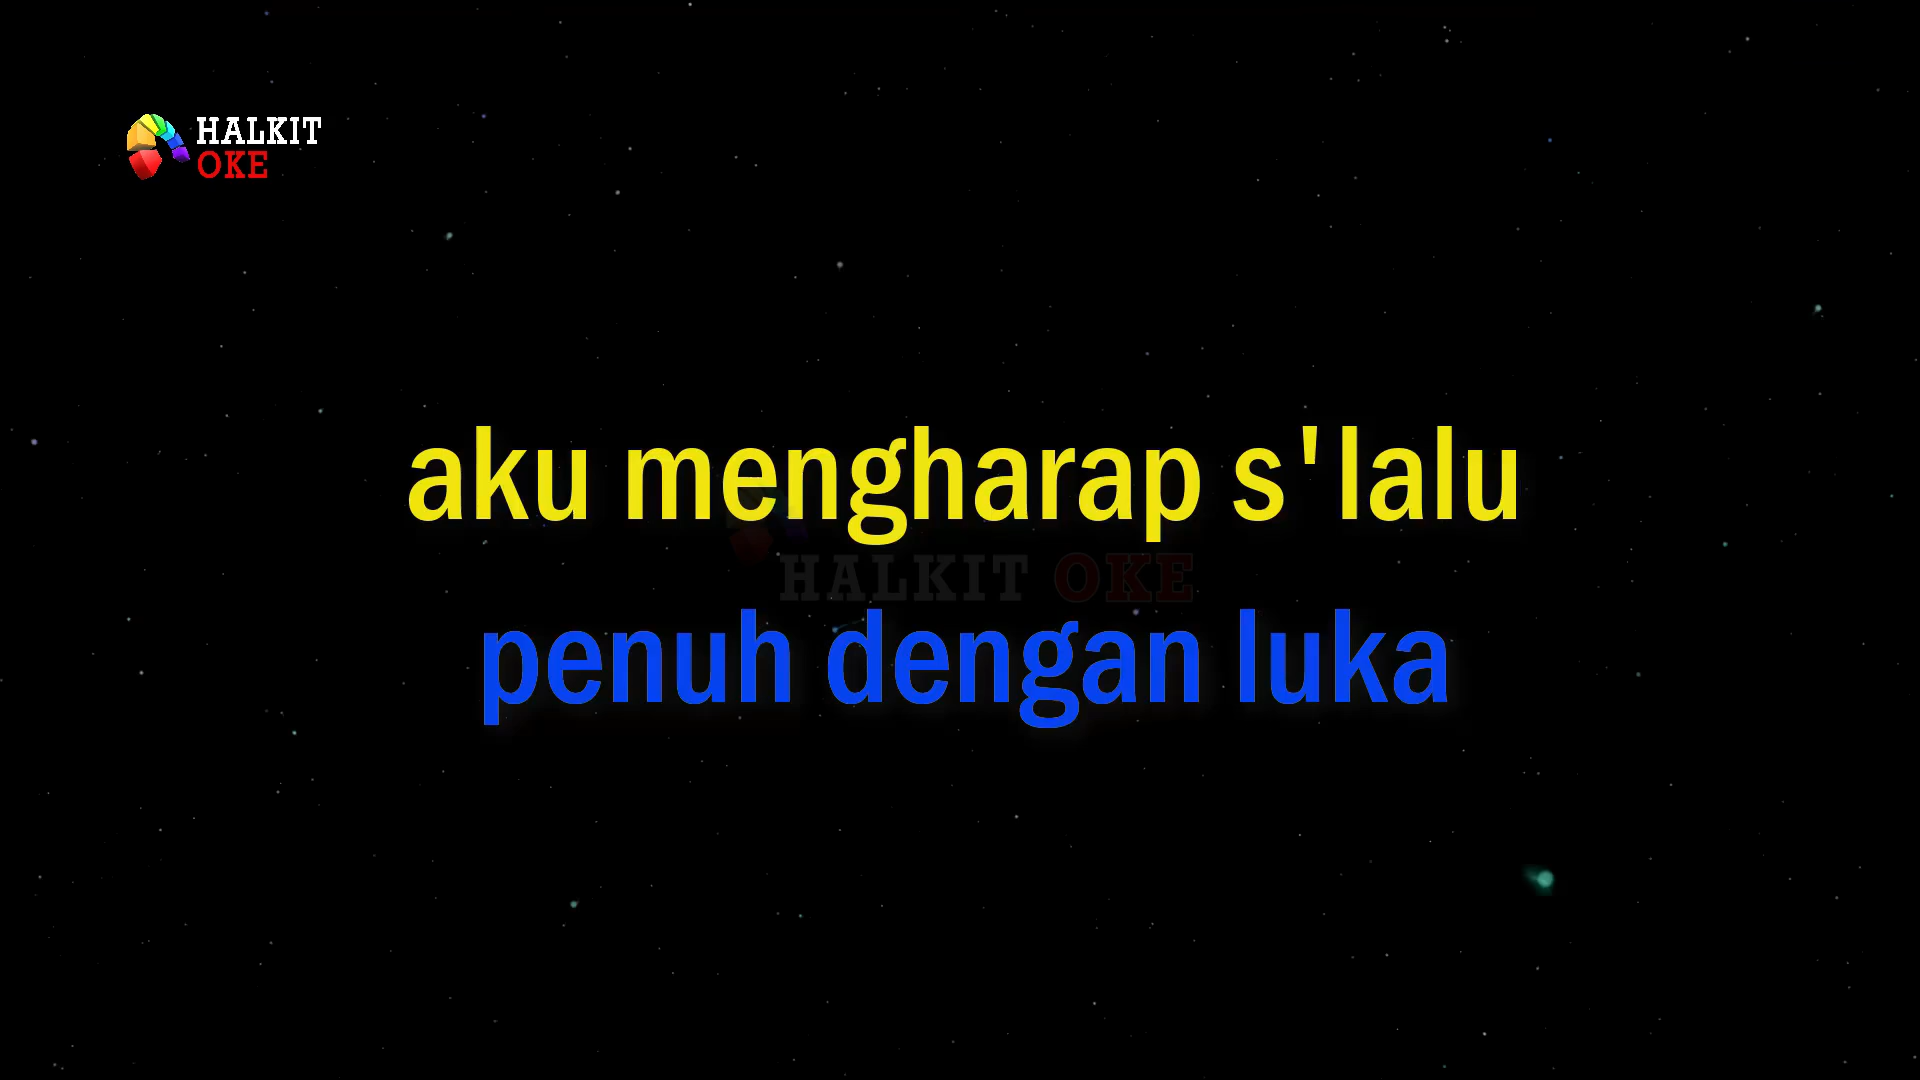 HALKIT
OKE
aku mengharap s'lalu
HALKIT OKE
penuh dengan luka